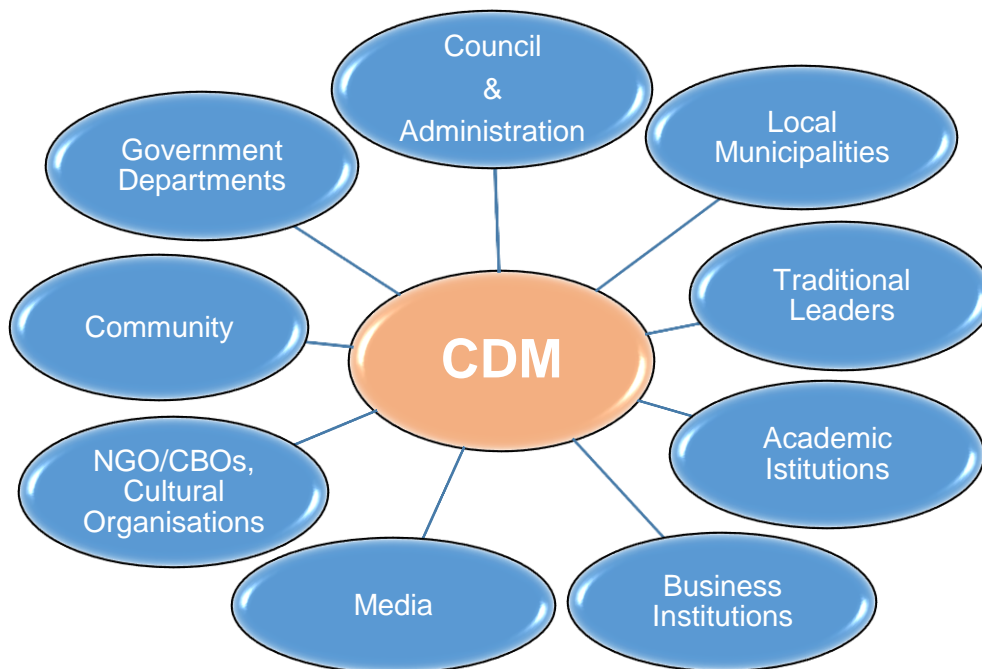 Council
&
Administration
Local
Municipalities
Government
Departments
Traditional
Leaders
Community
CDM
Academic
Istitutions
NGO/CBOs,
Cultural
Organisations
Media
Business
Institutions